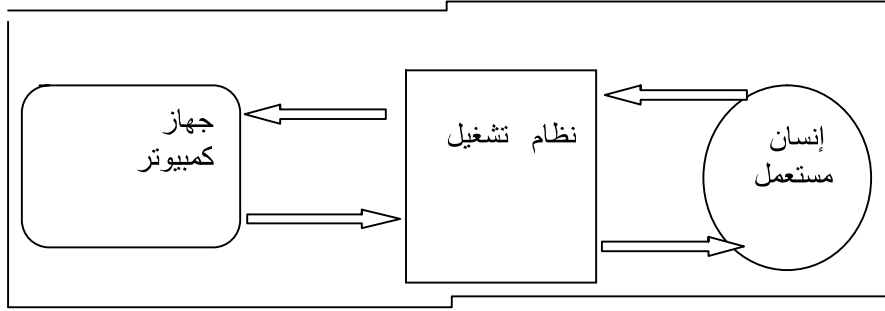 إنسان
مستعمل
نظام تشغيل
جهاز
كمبيوتر